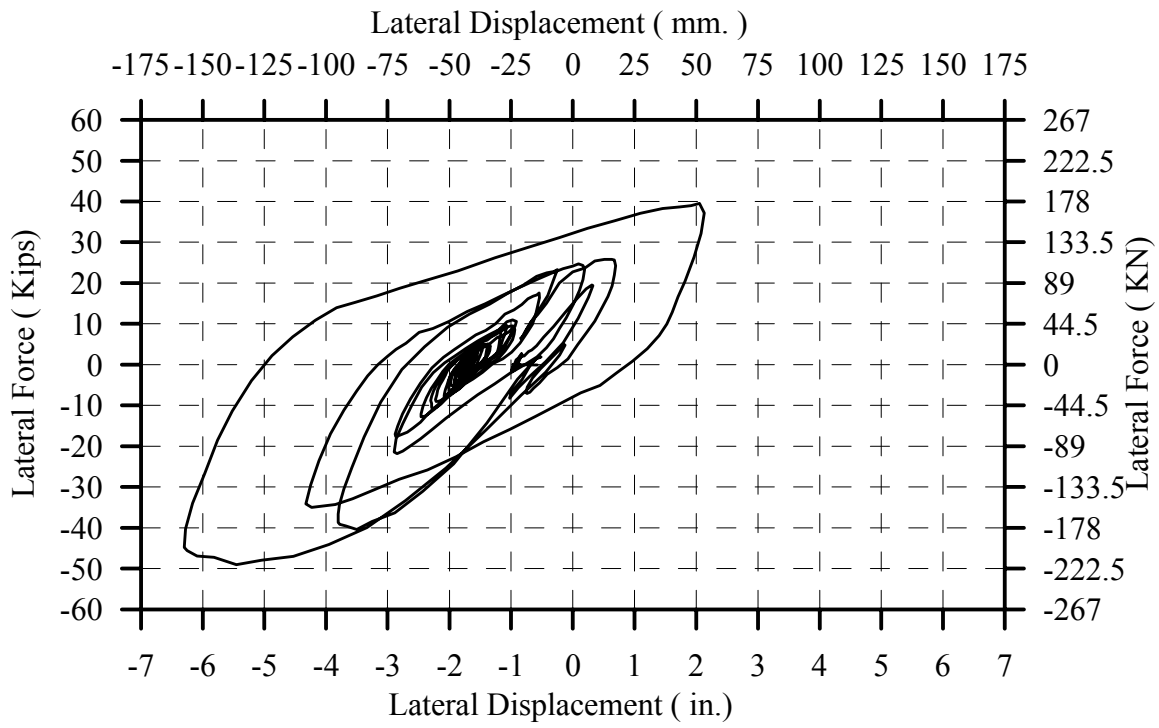 Lateral Displacement ( mm. )
-175 -150 -125 -100 -75 -50 -25 0 25 50 75 100 125 150 175
60 267
50 222.5
40 178
30 133.5
20 89
10 44.5
0 0
-10 -44.5
-20 -89
-30 -133.5
-40 -178
-50 -222.5
-60 -267
Lateral Force ( Kips)
Lateral Force ( KN)
-7 -6 -5 -4 -3 -2 -1 0 1 2 3 4 5 6 7
Lateral Displacement ( in.)